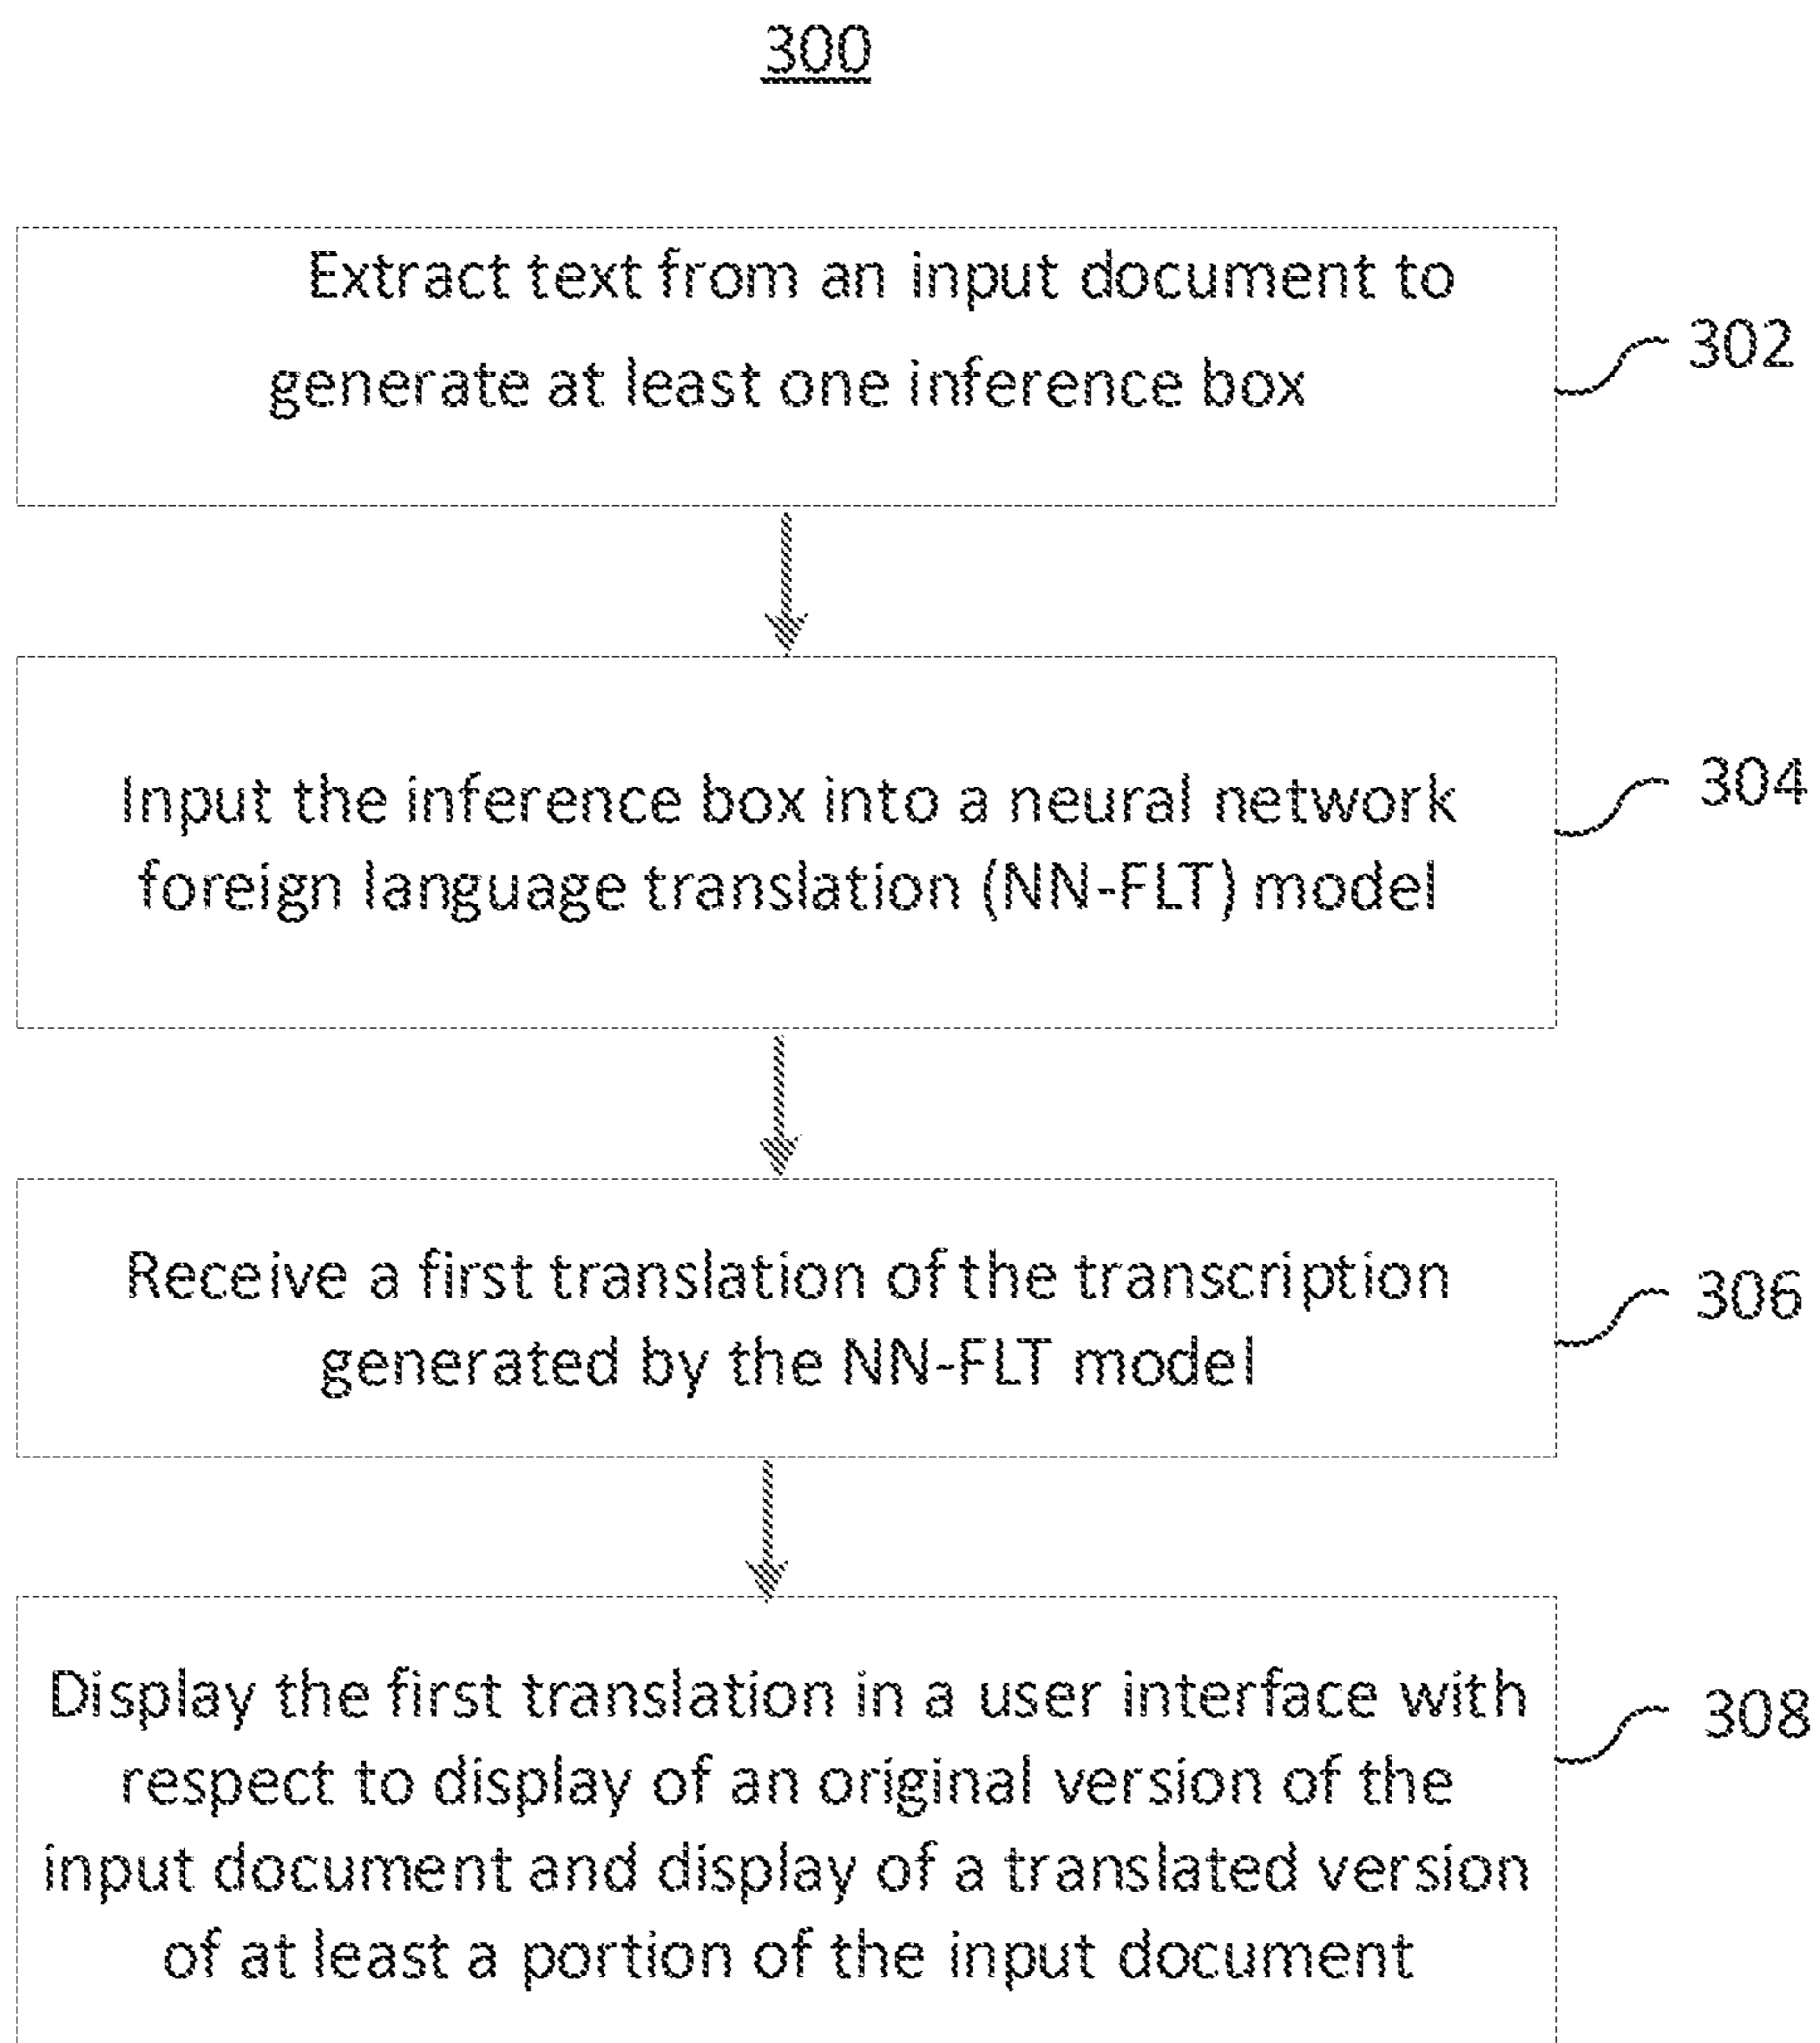 300
Extract text from an input document to
generate at least one inference box
302
Input the inference box into a neural network
foreign language translation (NN-FLT) model
304
Receive a first translation of the transcription
generated by the NN-FLT model
306
Display the first translation in a user interface with
respect to display of an original version of the
input document and display of a translated version
of at least a portion of the input document
308